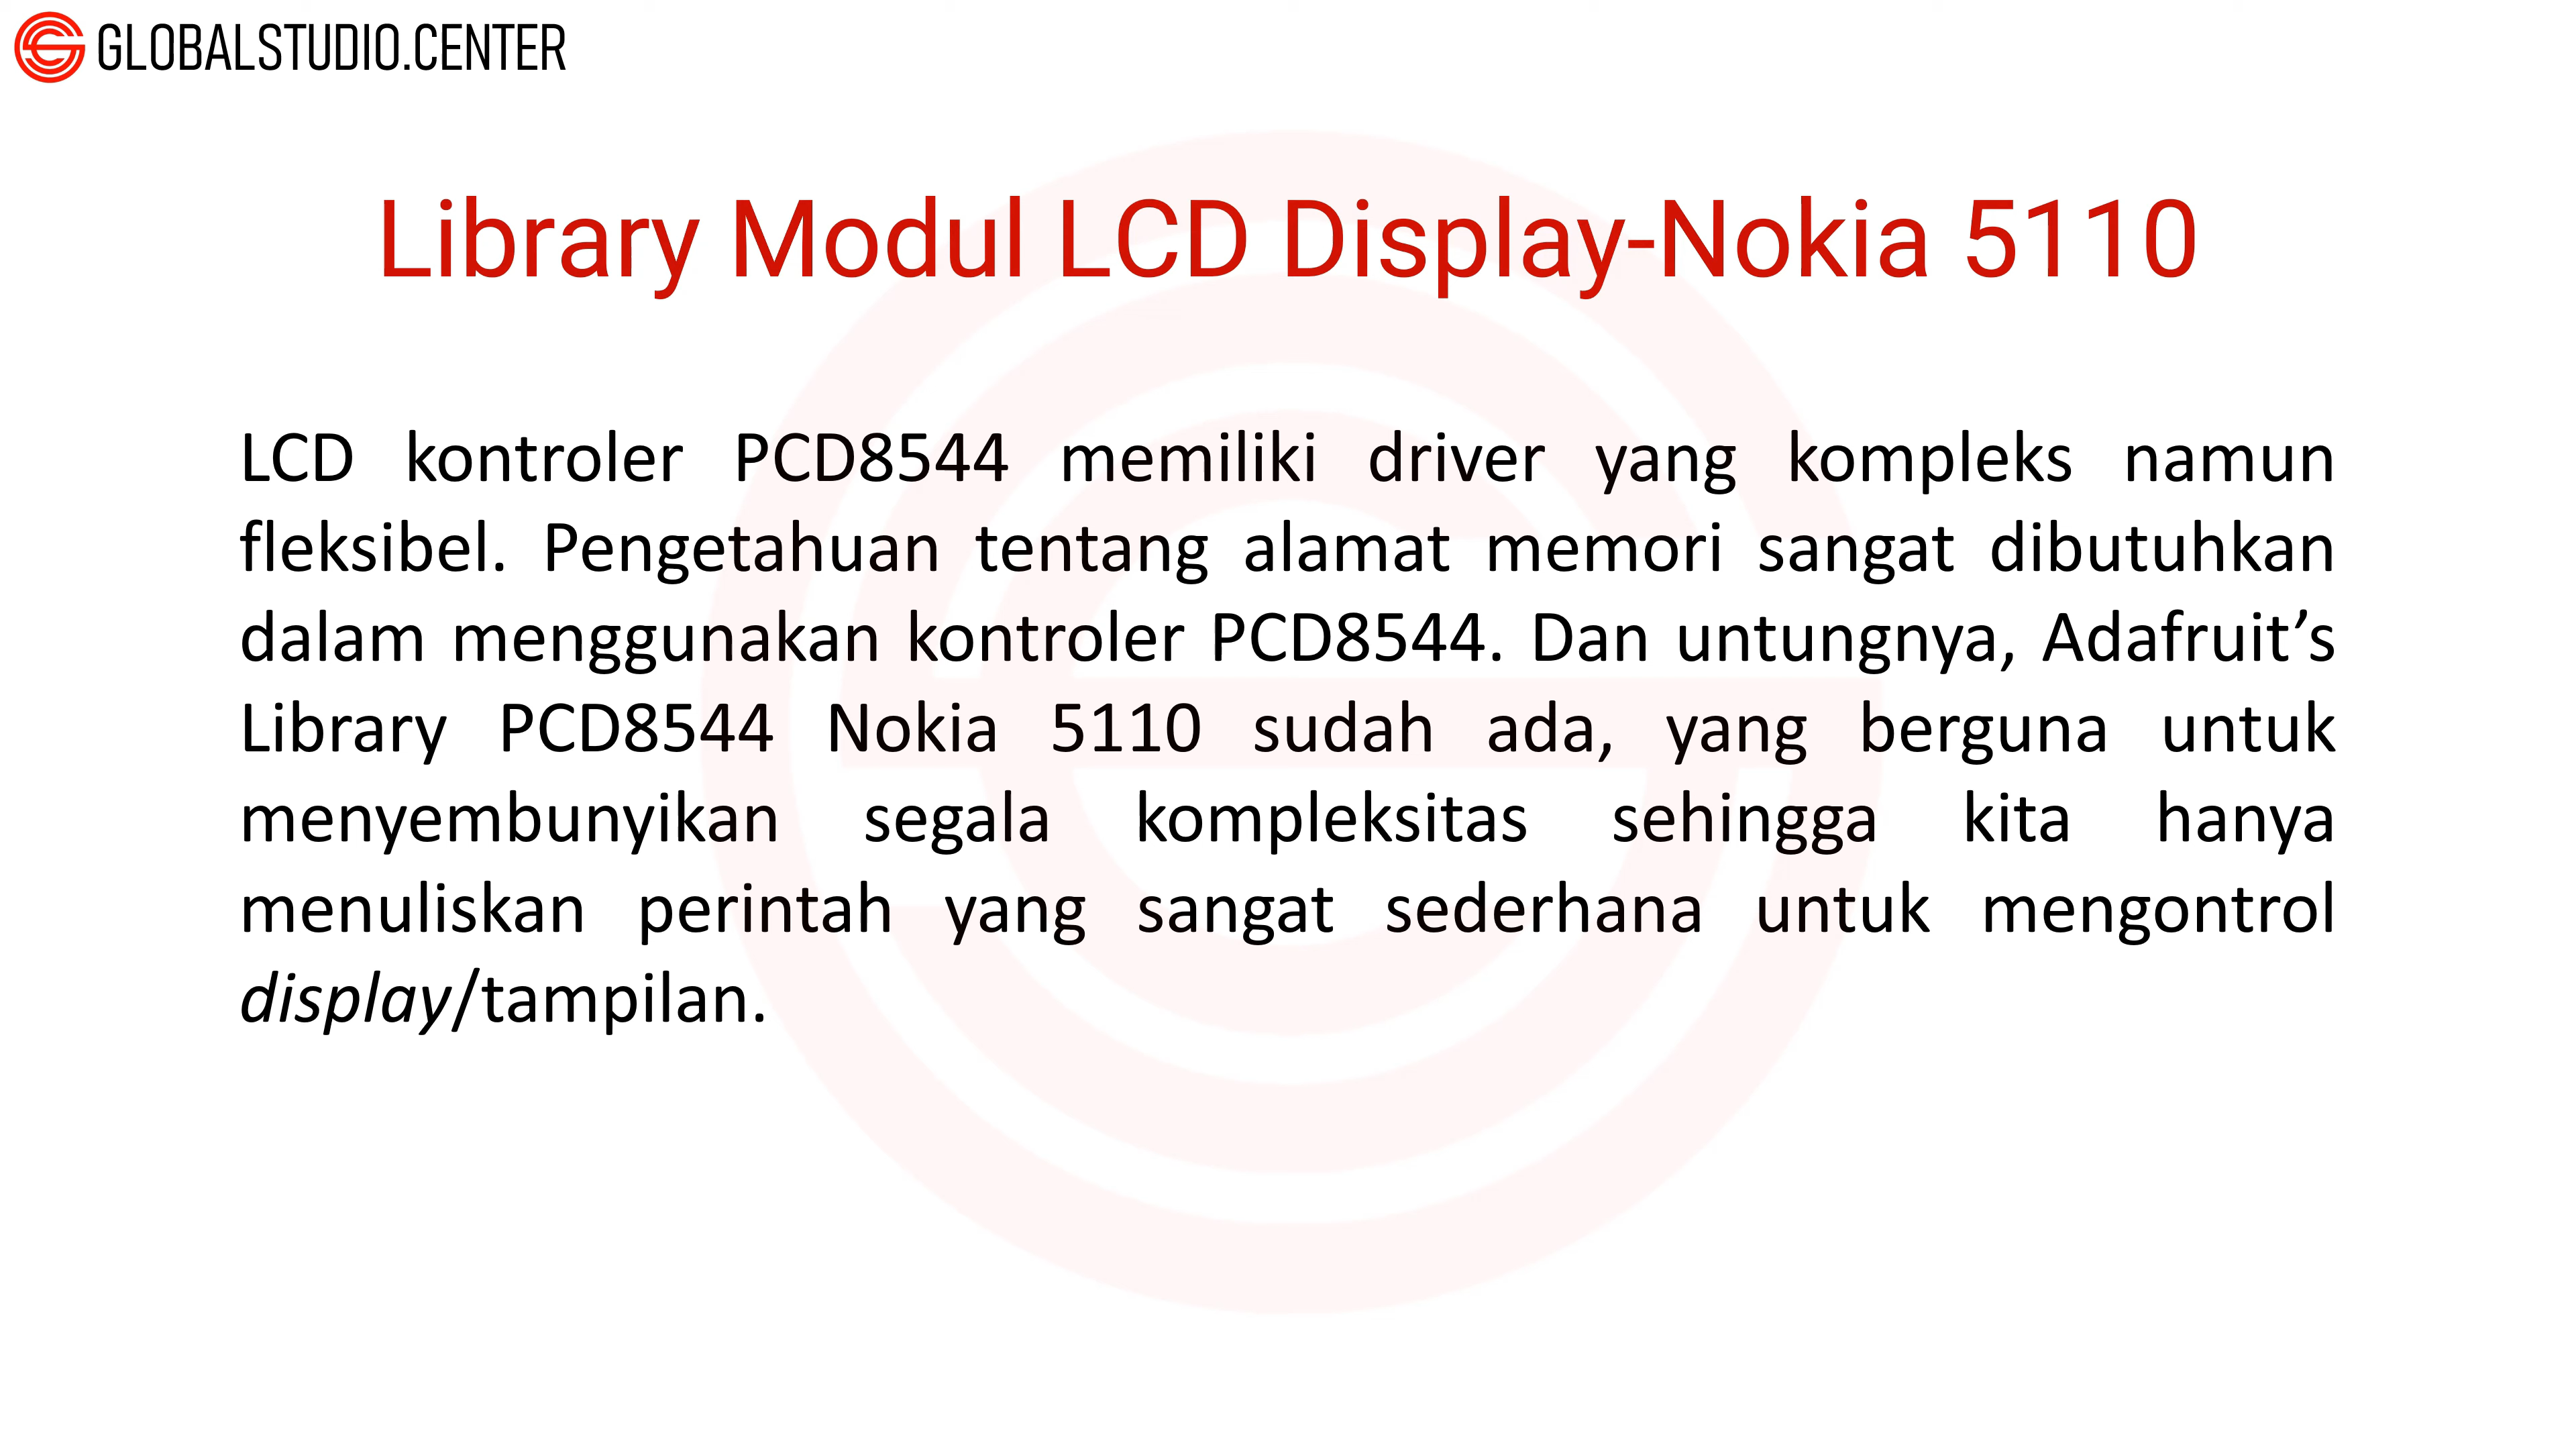 GLOBALSTUDIO.CENTER
Library Modul LCD Display-Nokia 5110
LCD kontroler PCD8544 memiliki driver yang kompleks namun
fleksibel. Pengetahuan tentang alamat memori sangat dibutuhkan
dalam menggunakan kontroler PCD8544. Dan untungnya, Adafruit’s
Library PCD8544 Nokia 5110 sudah ada, yang berguna untuk
menyembunyikan segala kompleksitas sehingga kita hanya
menuliskan perintah yang sangat sederhana untuk mengontrol
display/tampilan.